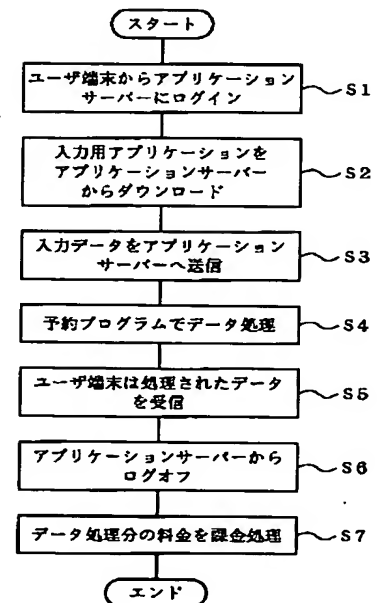 スタート
ユーザ端末からアプリケーション
サーバーにログイン
S1
入力用アプリケーションを
アプリケーションサーバー
からダウンロード
S2
入力データをアプリケーション
サーバーへ送信
S3
予約プログラムでデータ処理
S4
ユーザ端末は処理されたデータ
を受信
S5
アプリケーションサーバーから
ログオフ
S6
データ処理分の料金を課金処理
S7
エンド